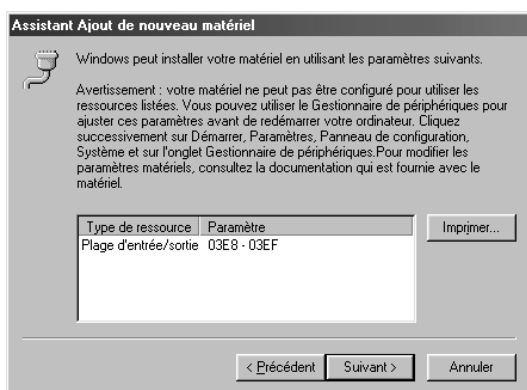 Assistant Ajout de nouveau matériel
Windows peut installer votre matériel en utilisant les paramètres suivants.
Avertissement : votre matériel ne peut pas être configuré pour utiliser les
ressources listées. Vous pouvez utiliser le Gestionnaire de périphériques pour
ajuster ces paramètres avant de redémarrer votre ordinateur. Cliquez
successivement sur Démarrer, Paramètres, Panneau de configuration,
Système et sur l'onglet Gestionnaire de périphériques.Pour modifier les
paramètres matériels, consultez la documentation qui est fournie avec le
matériel.
Type de ressource Paramètre
Plage d'entrée/sortie 03E8 - 03EF
Imprimer...
< Précédent Suivant > Annuler